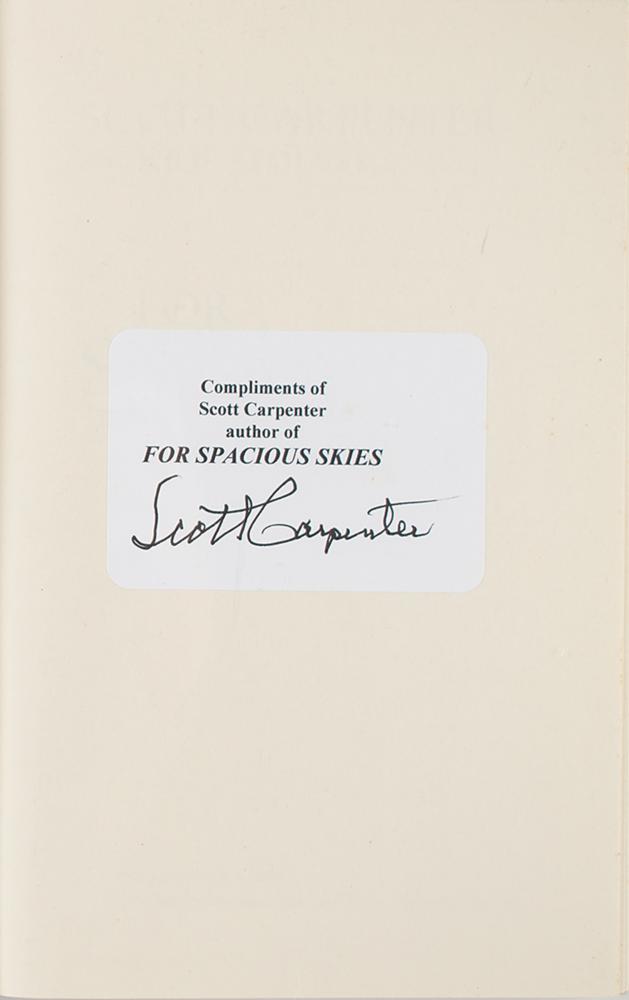 Compliments of
Scott Carpenter
author of
FOR SPACIOUS SKIES
Scott Carpenter